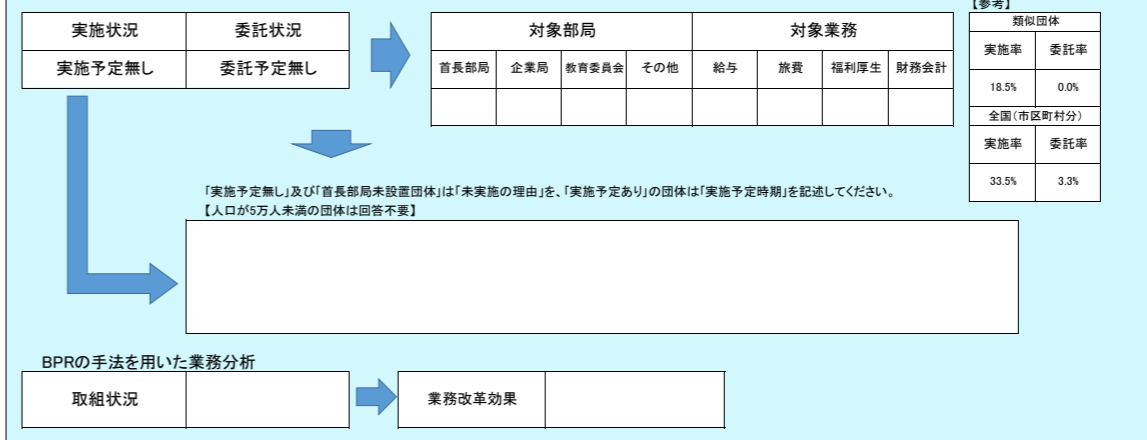 【参考】
実施状況 委託状況
実施予定無し 委託予定無し
対象部局 対象業務
首長部局 企業局 教育委員会 その他 給与 旅費 福利厚生 財務会計
類似団体
実施率 委託率
18.5% 0.0%
全国(市区町村分)
実施率 委託率
33.5% 3.3%
「実施予定無し」及び「首長部局未設置団体」は「未実施の理由」を、「実施予定あり」の団体は「実施予定時期」を記述してください。
【人口が5万人未満の団体は回答不要】
BPRの手法を用いた業務分析
取組状況
業務改革効果